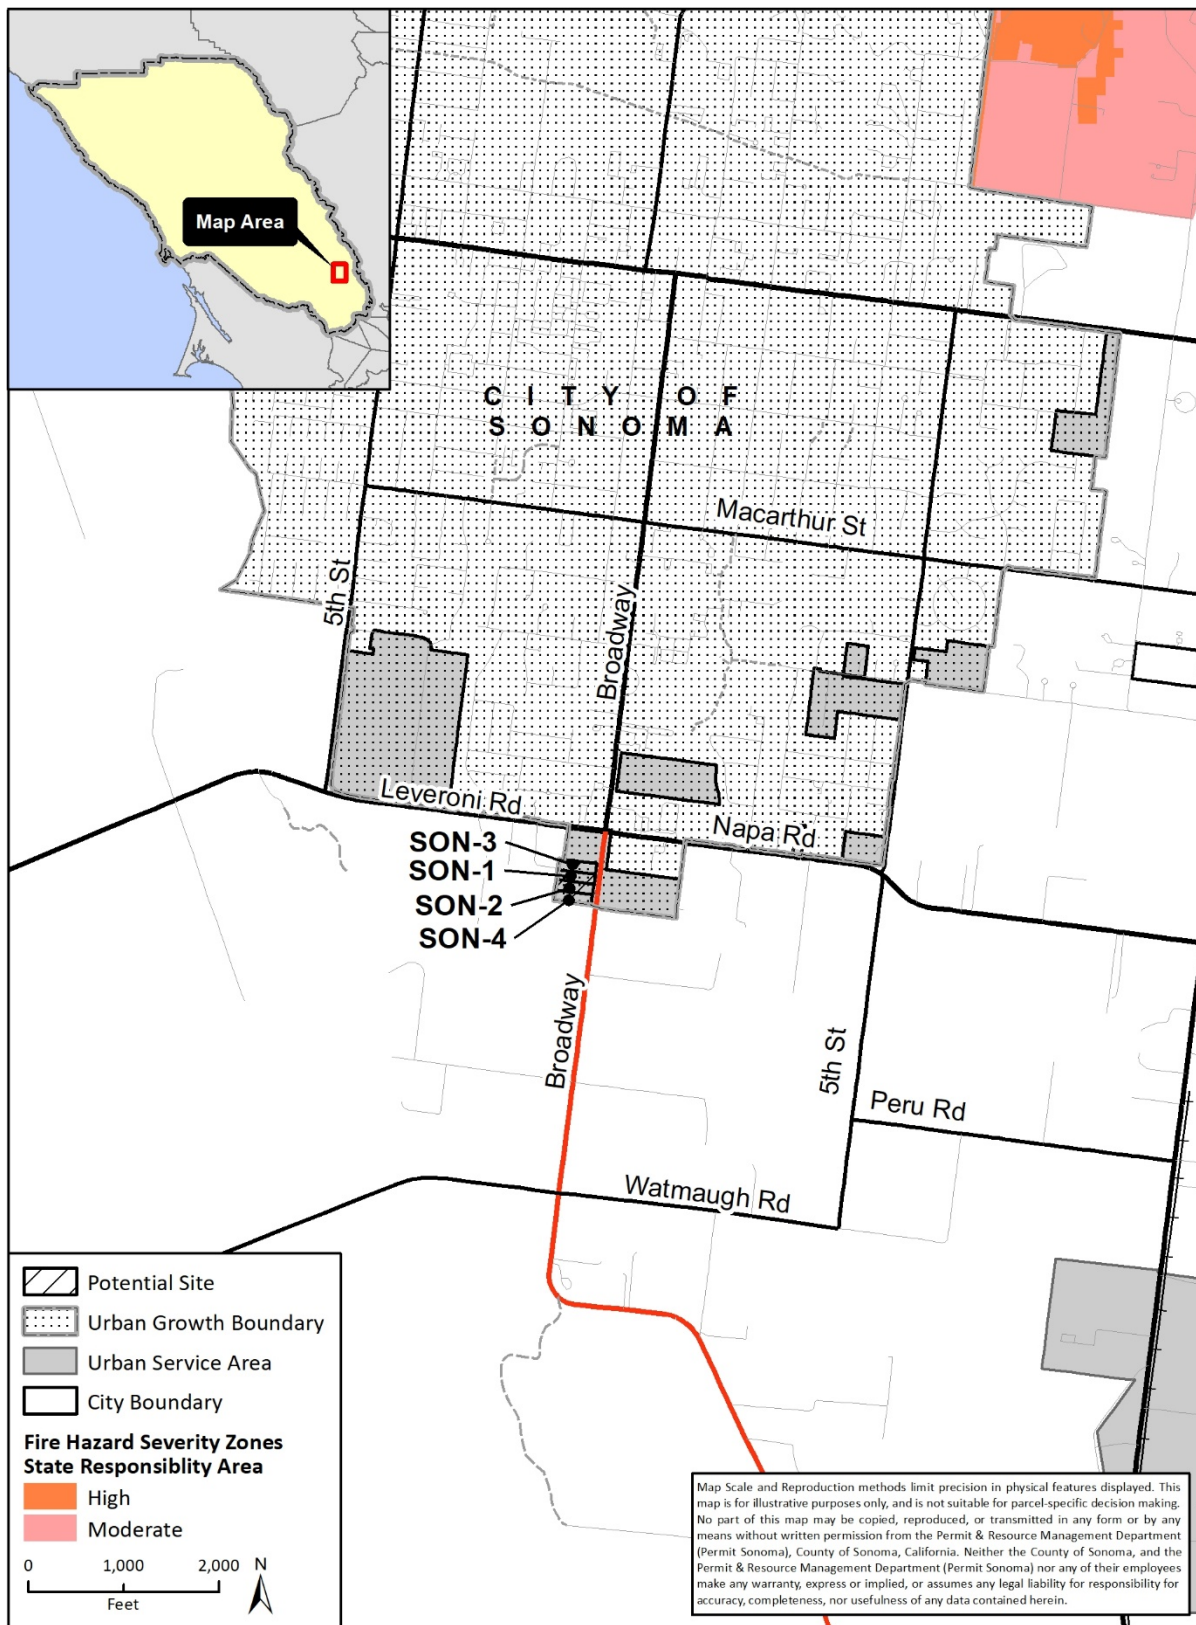 Map Area
CITY OF
SONOMA
Macarthur St
5th St
Broadway
Leveroni Rd
Napa Rd
SON-3
SON-1
SON-2
SON-4
Broadway
5th St
Peru Rd
Watmaugh Rd
Potential Site
Urban Growth Boundary
Urban Service Area
City Boundary
Fire Hazard Severity Zones
State Responsiblity Area
High
Moderate
0 1,000 2,000 N
Feet
Map Scale and Reproduction methods limit precision in physical features displayed. This
map is for illustrative purposes only, and is not suitable for parcel-specific decision making.
No part of this map may be copied, reproduced, or transmitted in any form or by any
means without written permission from the Permit & Resource Management Department
(Permit Sonoma), County of Sonoma, California. Neither the County of Sonoma, and the
Permit & Resource Management Department (Permit Sonoma) nor any of their employees
make any warranty, express or implied, or assumes any legal liability for responsibility for
accuracy, completeness, nor usefulness of any data contained herein.